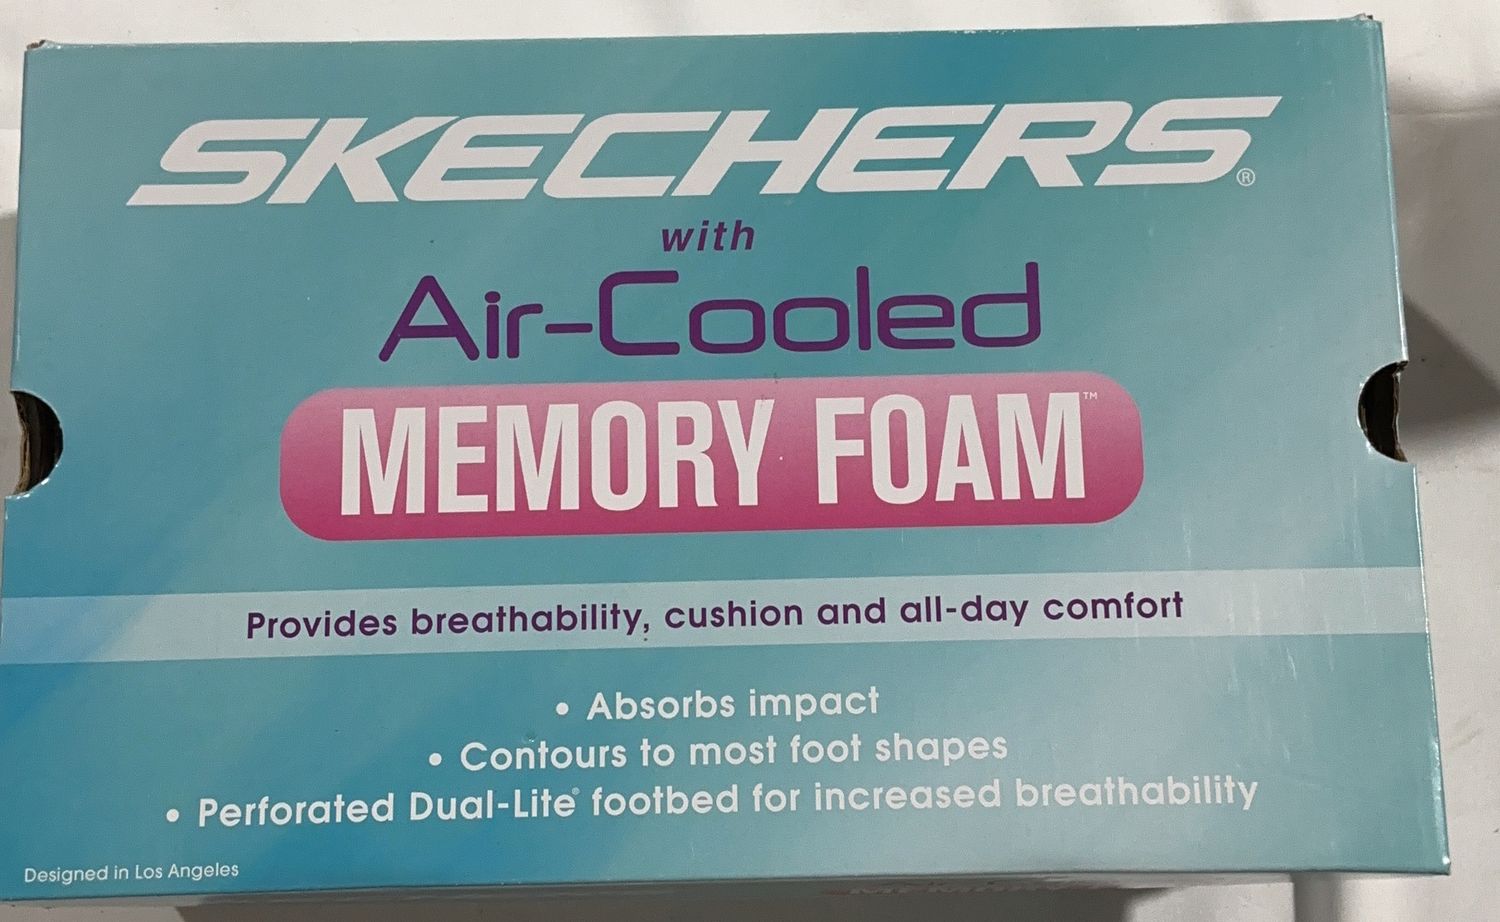 SKECHERS®
with
Air-Cooled
MEMORY FOAM™
Provides breathability, cushion and all-day comfort
• Absorbs impact
• Contours to most foot shapes
• Perforated Dual-Lite® footbed for increased breathability
Designed in Los Angeles